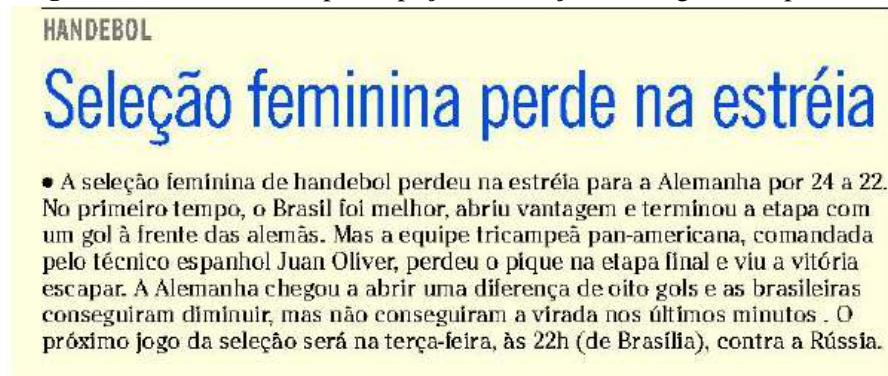 HANDEBOL
Seleção feminina perde na estréia
• A seleção feminina de handebol perdeu na estréia para a Alemanha por 24 a 22.
No primeiro tempo, o Brasil foi melhor, abriu vantagem e terminou a etapa com
um gol à frente das alemãs. Mas a equipe tricampeã pan-americana, comandada
pelo técnico espanhol Juan Oliver, perdeu o pique na etapa final e viu a vitória
escapar. A Alemanha chegou a abrir uma diferença de oito gols e as brasileiras
conseguiram diminuir, mas não conseguiram a virada nos últimos minutos . O
próximo jogo da seleção será na terça-feira, às 22h (de Brasília), contra a Rússia.